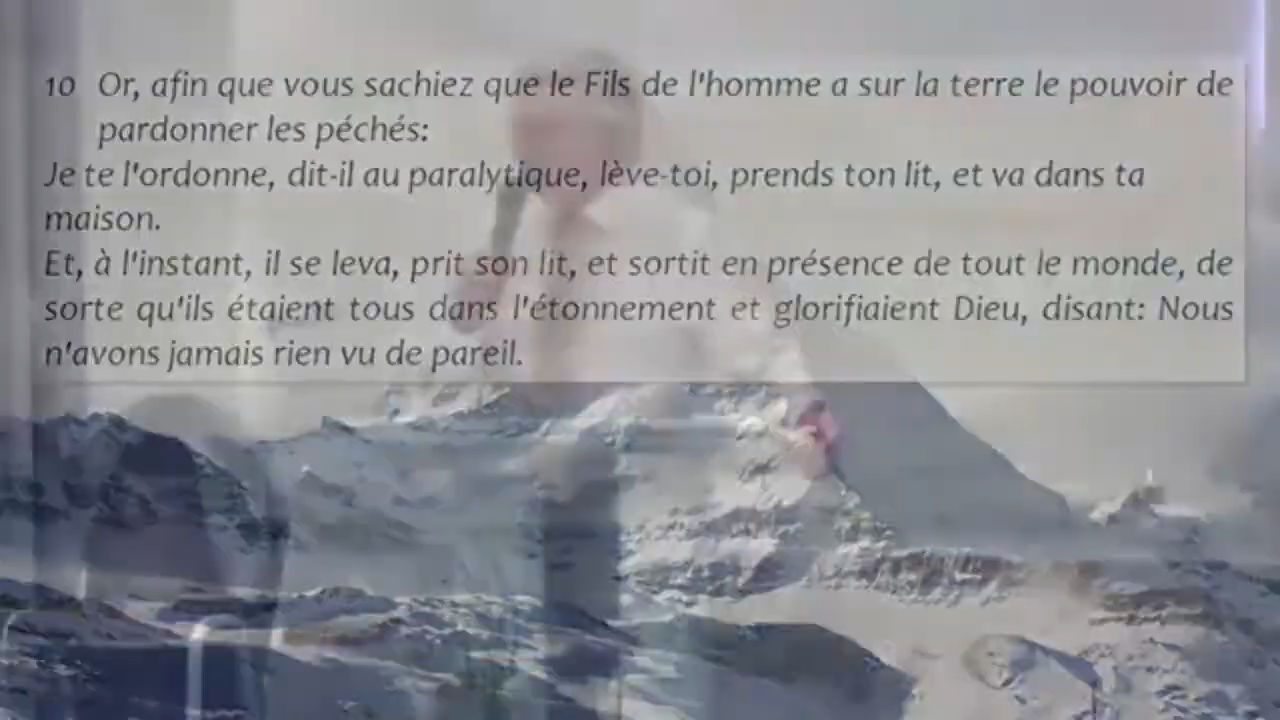 10 Or, afin que vous sachiez que le Fils de l'homme a sur la terre le pouvoir de
pardonner les péchés:
Je te l'ordonne, dit-il au paralytique, lève-toi, prends ton lit, et va dans ta
maison.
Et, à l'instant, il se leva, prit son lit, et sortit en présence de tout le monde, de
sorte qu'ils étaient tous dans l'étonnement et glorifiaient Dieu, disant: Nous
n'avons jamais rien vu de pareil.